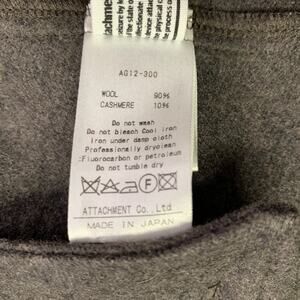 AG12-300
WOOL 90%
CASHMERE 10%
Do not wash
Do not bleach Cool iron
Iron under damp cloth
Professionally dryclean
:Fluorocarbon or petroleum
Do not tumble dry
F
ATTACHMENT Co.,Ltd
MADE IN JAPAN